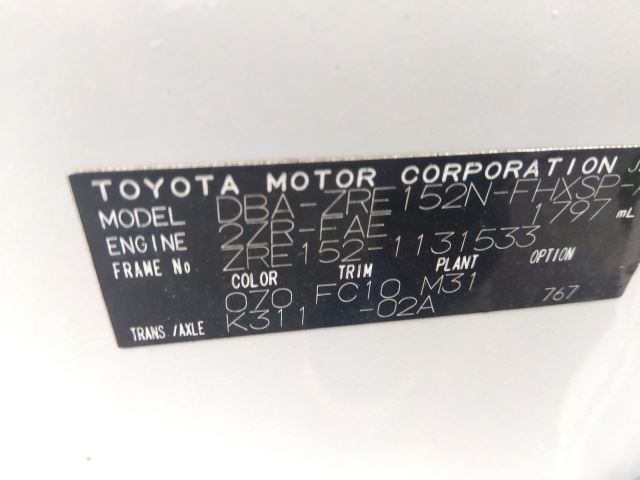 TOYOTA MOTOR CORPORATION
MODEL DBA-ZRE152N-FHXSP-
ENGINE 2ZR-FAE 1797 mL
FRAME No ZRE152-1131533
COLOR TRIM PLANT OPTION
070 FC10 M31 767
TRANS/AXLE K311 -02A